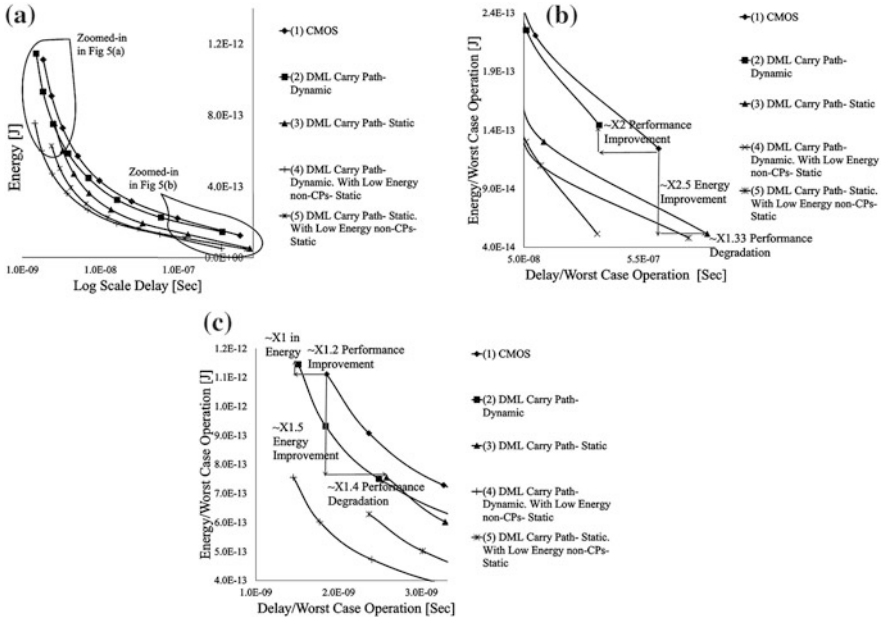 (a)
Zoomed-in
in Fig 5(a)
Energy [J]
1.2E-12
8.0E-13
4.0E-13
0.0E+00
Zoomed-in
in Fig 5(b)
1.0E-09
1.0E-08
1.0E-07
Log Scale Delay [Sec]
(1) CMOS
(2) DML Carry Path-
Dynamic
(3) DML Carry Path- Static
(4) DML Carry Path-
Dynamic. With Low Energy
non-CPs- Static
(5) DML Carry Path- Static.
With Low Energy non-CPs-
Static
(b)
Energy/Worst Case Operation [J]
2.4E-13
1.9E-13
1.4E-13
9.0E-14
4.0E-14
~X2 Performance
Improvement
~X2.5 Energy
Improvement
~X1.33 Performance
Degradation
5.0E-08
5.5E-07
Delay/Worst Case Operation [Sec]
(1) CMOS
(2) DML Carry Path-
Dynamic
(3) DML Carry Path- Static
(4) DML Carry Path-
Dynamic. With Low Energy
non-CPs- Static
(5) DML Carry Path- Static.
With Low Energy non-CPs-
Static
(c)
Energy/Worst Case Operation [J]
1.2E-12
1.1E-12
9.3E-13
8.0E-13
7.3E-13
6.0E-13
5.3E-13
4.0E-13
~X1 in
Energy
~X1.2 Performance
Improvement
~X1.5
Energy
Improvement
~X1.4 Performance
Degradation
1.0E-09
2.0E-09
3.0E-09
Delay/Worst Case Operation [Sec]
(1) CMOS
(2) DML Carry Path-
Dynamic
(3) DML Carry Path- Static
(4) DML Carry Path-
Dynamic. With Low Energy
non-CPs- Static
(5) DML Carry Path- Static.
With Low Energy non-CPs-
Static